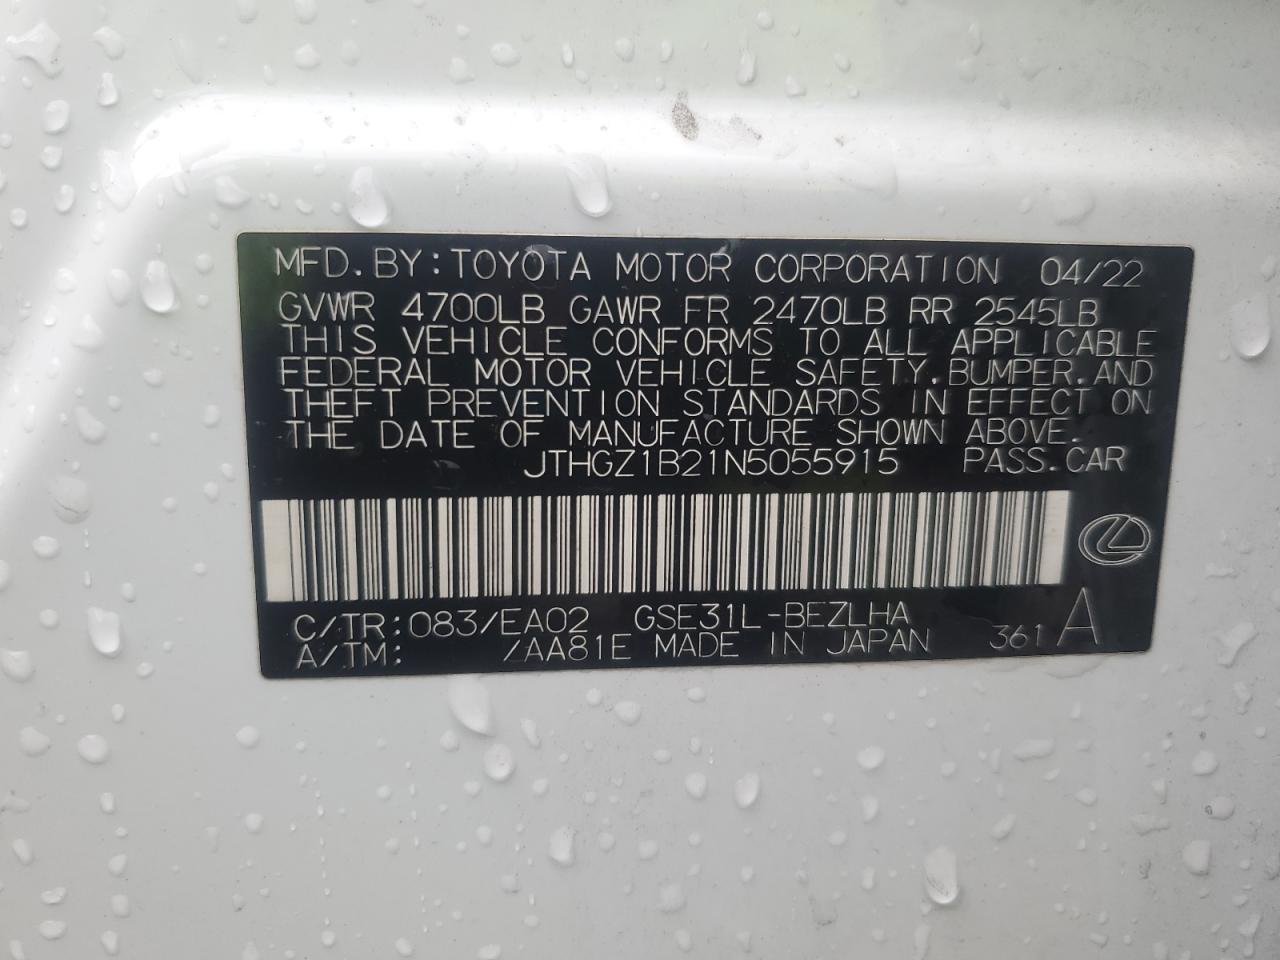 MFD.BY:TOYOTA MOTOR CORPORATION 04/22
GVWR 4700LB GAWR FR 2470LB RR 2545LB
THIS VEHICLE CONFORMS TO ALL APPLICABLE
FEDERAL MOTOR VEHICLE SAFETY,BUMPER,AND
THEFT PREVENTION STANDARDS IN EFFECT ON
THE DATE OF MANUFACTURE SHOWN ABOVE.
JTHGZ1B21N5055915 PASS.CAR
C/TR:083/EA02 GSE31L-BEZLHA
A/TM: /AA81E MADE IN JAPAN 361 A